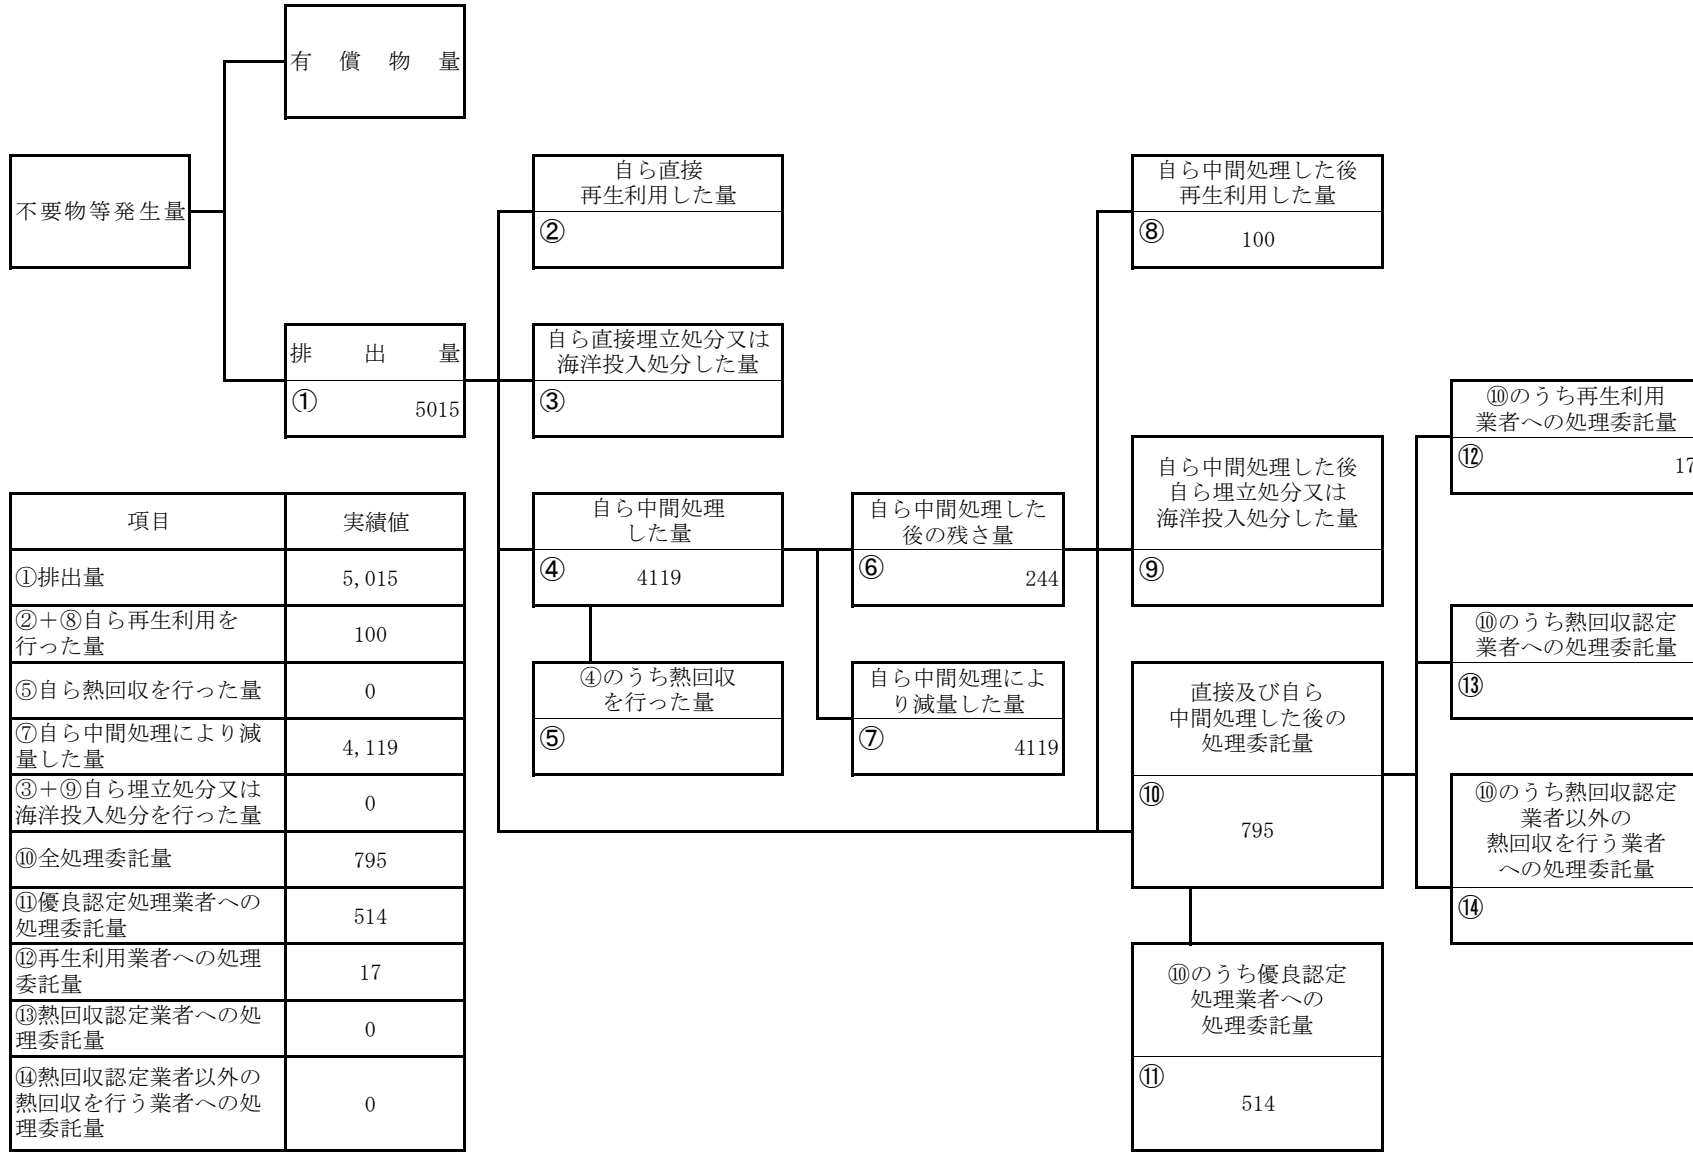 有償物量
不要物等発生量
自ら直接
再生利用した量
②
自ら中間処理した後
再生利用した量
⑧ 100
排出量
① 5015
自ら直接埋立処分又は
海洋投入処分した量
③
⑩のうち再生利用
業者への処理委託量
⑫ 17
自ら中間処理した後
自ら埋立処分又は
海洋投入処分した量
⑨
自ら中間処理
した量
④ 4119
自ら中間処理した
後の残さ量
⑥ 244
④のうち熱回収
を行った量
⑤
自ら中間処理によ
り減量した量
⑦ 4119
直接及び自ら
中間処理した後の
処理委託量
⑩
795
⑩のうち熱回収認定
業者への処理委託量
⑬
⑩のうち熱回収認定
業者以外の
熱回収を行う業者
への処理委託量
⑭
⑩のうち優良認定
処理業者への
処理委託量
⑪
514
項目 実績値
①排出量 5,015
②+⑧自ら再生利用を
行った量 100
⑤自ら熱回収を行った量 0
⑦自ら中間処理により減
量した量 4,119
③+⑨自ら埋立処分又は
海洋投入処分を行った量 0
⑩全処理委託量 795
⑪優良認定処理業者への
処理委託量 514
⑫再生利用業者への処理
委託量 17
⑬熱回収認定業者への処
理委託量 0
⑭熱回収認定業者以外の
熱回収を行う業者への処
理委託量 0